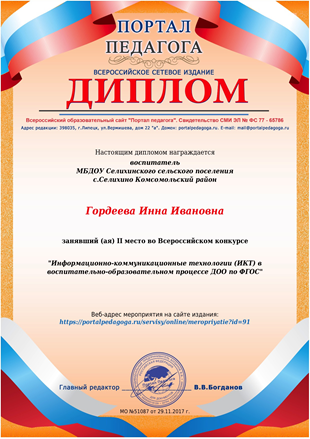 ПОРТАЛ
ПЕДАГОГА
ВСЕРОССИЙСКОЕ СЕТЕВОЕ ИЗДАНИЕ
ДИПЛОМ
Всероссийский образовательный сайт "Портал педагога". Свидетельство СМИ ЭЛ № ФС 77 - 65786
Адрес редакции: 398035, г.Липецк, ул.Вермишева, дом 22 "а". Домен: portalpedagoga.ru. E-mail: mail@portalpedagoga.ru
Настоящим дипломом награждается
воспитатель
МБДОУ Селихинского сельского поселения
с.Селихино Комсомольский район
Гордеева Инна Ивановна
занявший (ая) II место во Всероссийском конкурсе
"Информационно-коммуникационные технологии (ИКТ) в
воспитательно-образовательном процессе ДОО по ФГОС"
Веб-адрес мероприятия на сайте издания:
https://portalpedagoga.ru/servisy/online/meropriyatie?id=91
Главный редактор
В.В.Богданов
МО №51087 от 29.11.2017 г.